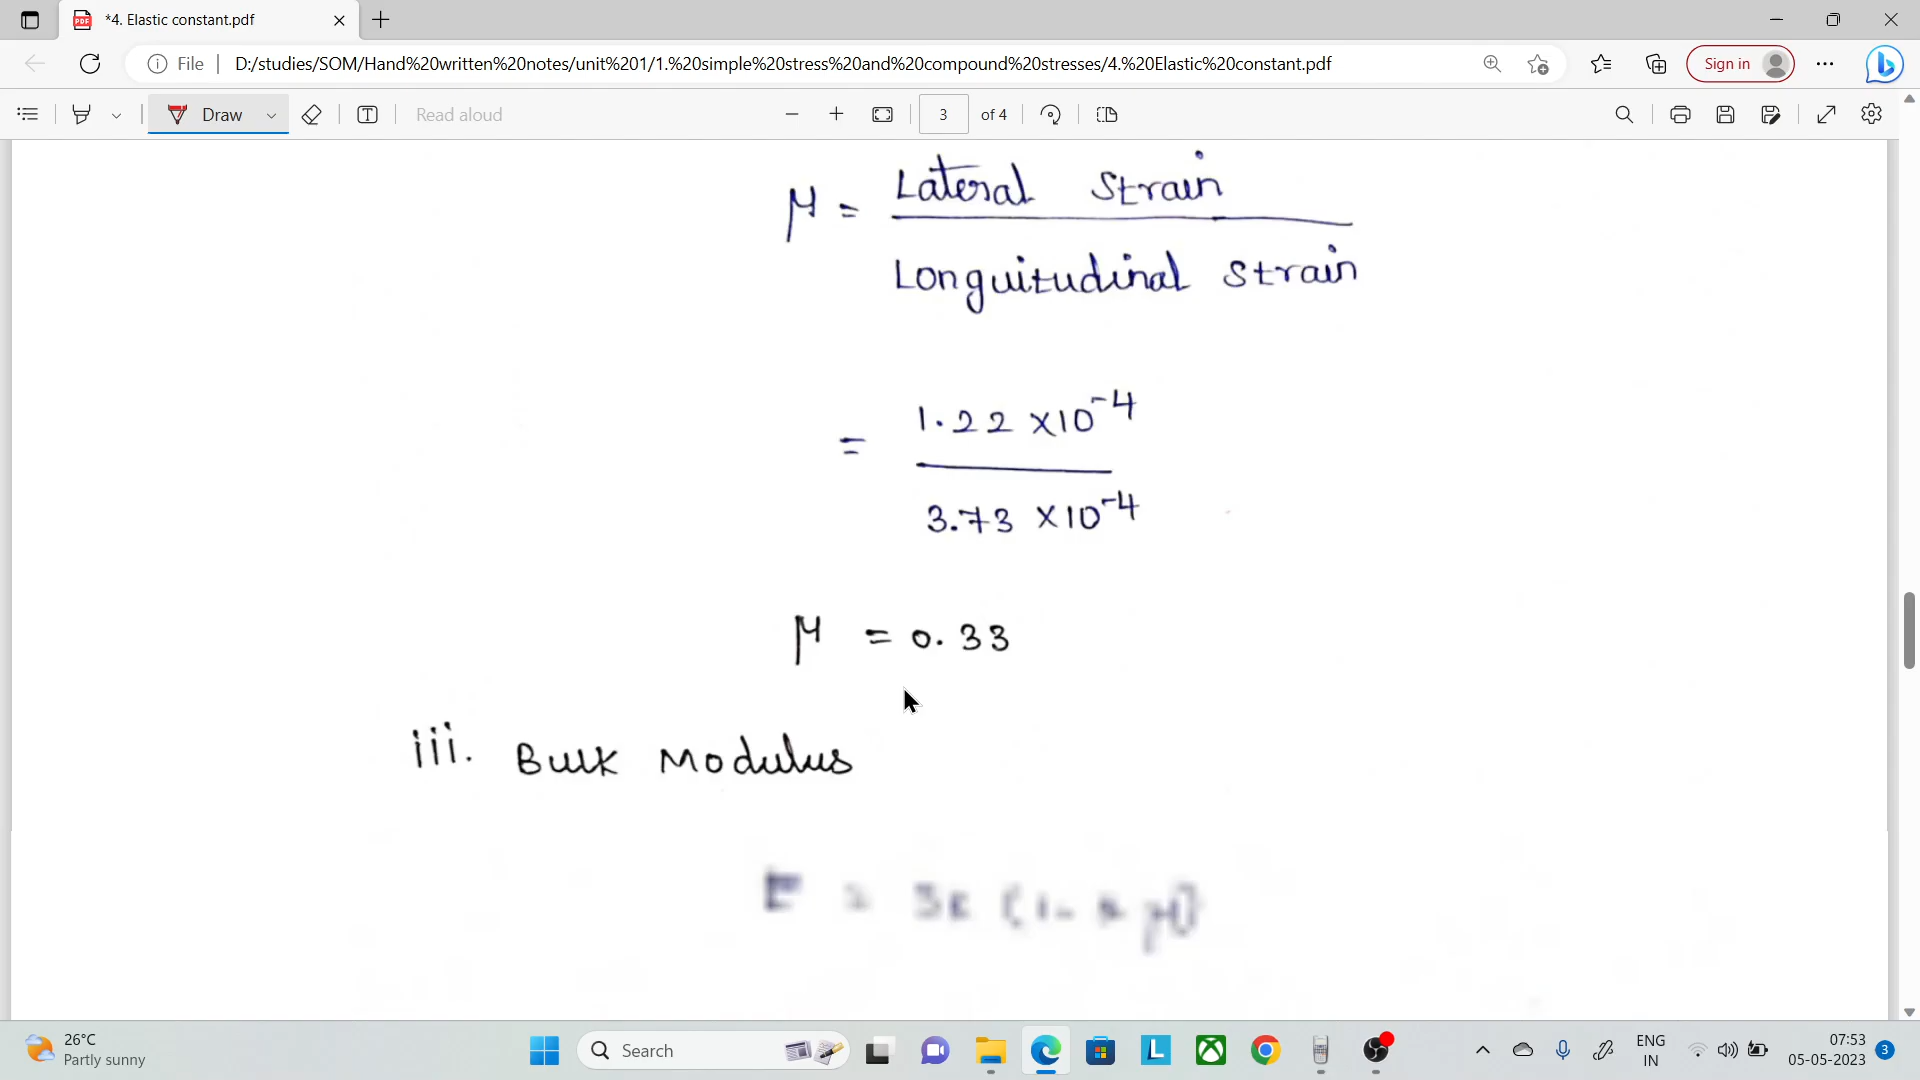 *4. Elastic constant.pdf
File
D:/studies/SOM/Hand%20written%20notes/unit%201/1.%20simple%20stress%20and%20compound%20stresses/4.%20Elastic%20constant.pdf
Sign in
Draw
Read aloud
3 of 4
μ = Lateral Strain
Longuitudinal Strain
= 1.22 ×10⁻⁴
3.73 ×10⁻⁴
μ = 0.33
iii. Bulk Modulus
26°C
Partly sunny
Search
ENG
IN
07:53
05-05-2023
3